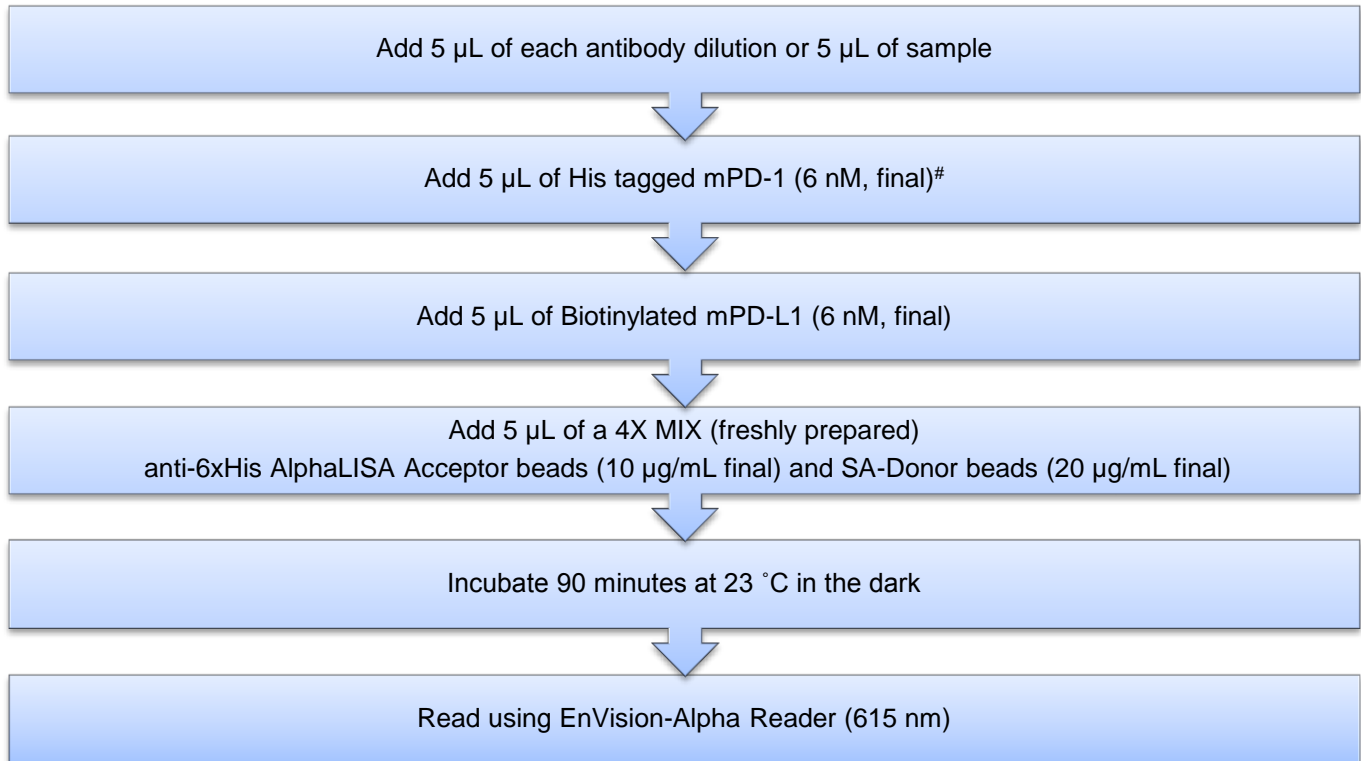 Add 5 µL of each antibody dilution or 5 µL of sample
Add 5 µL of His tagged mPD-1 (6 nM, final)#
Add 5 µL of Biotinylated mPD-L1 (6 nM, final)
Add 5 µL of a 4X MIX (freshly prepared)
anti-6xHis AlphaLISA Acceptor beads (10 µg/mL final) and SA-Donor beads (20 µg/mL final)
Incubate 90 minutes at 23 ˚C in the dark
Read using EnVision-Alpha Reader (615 nm)